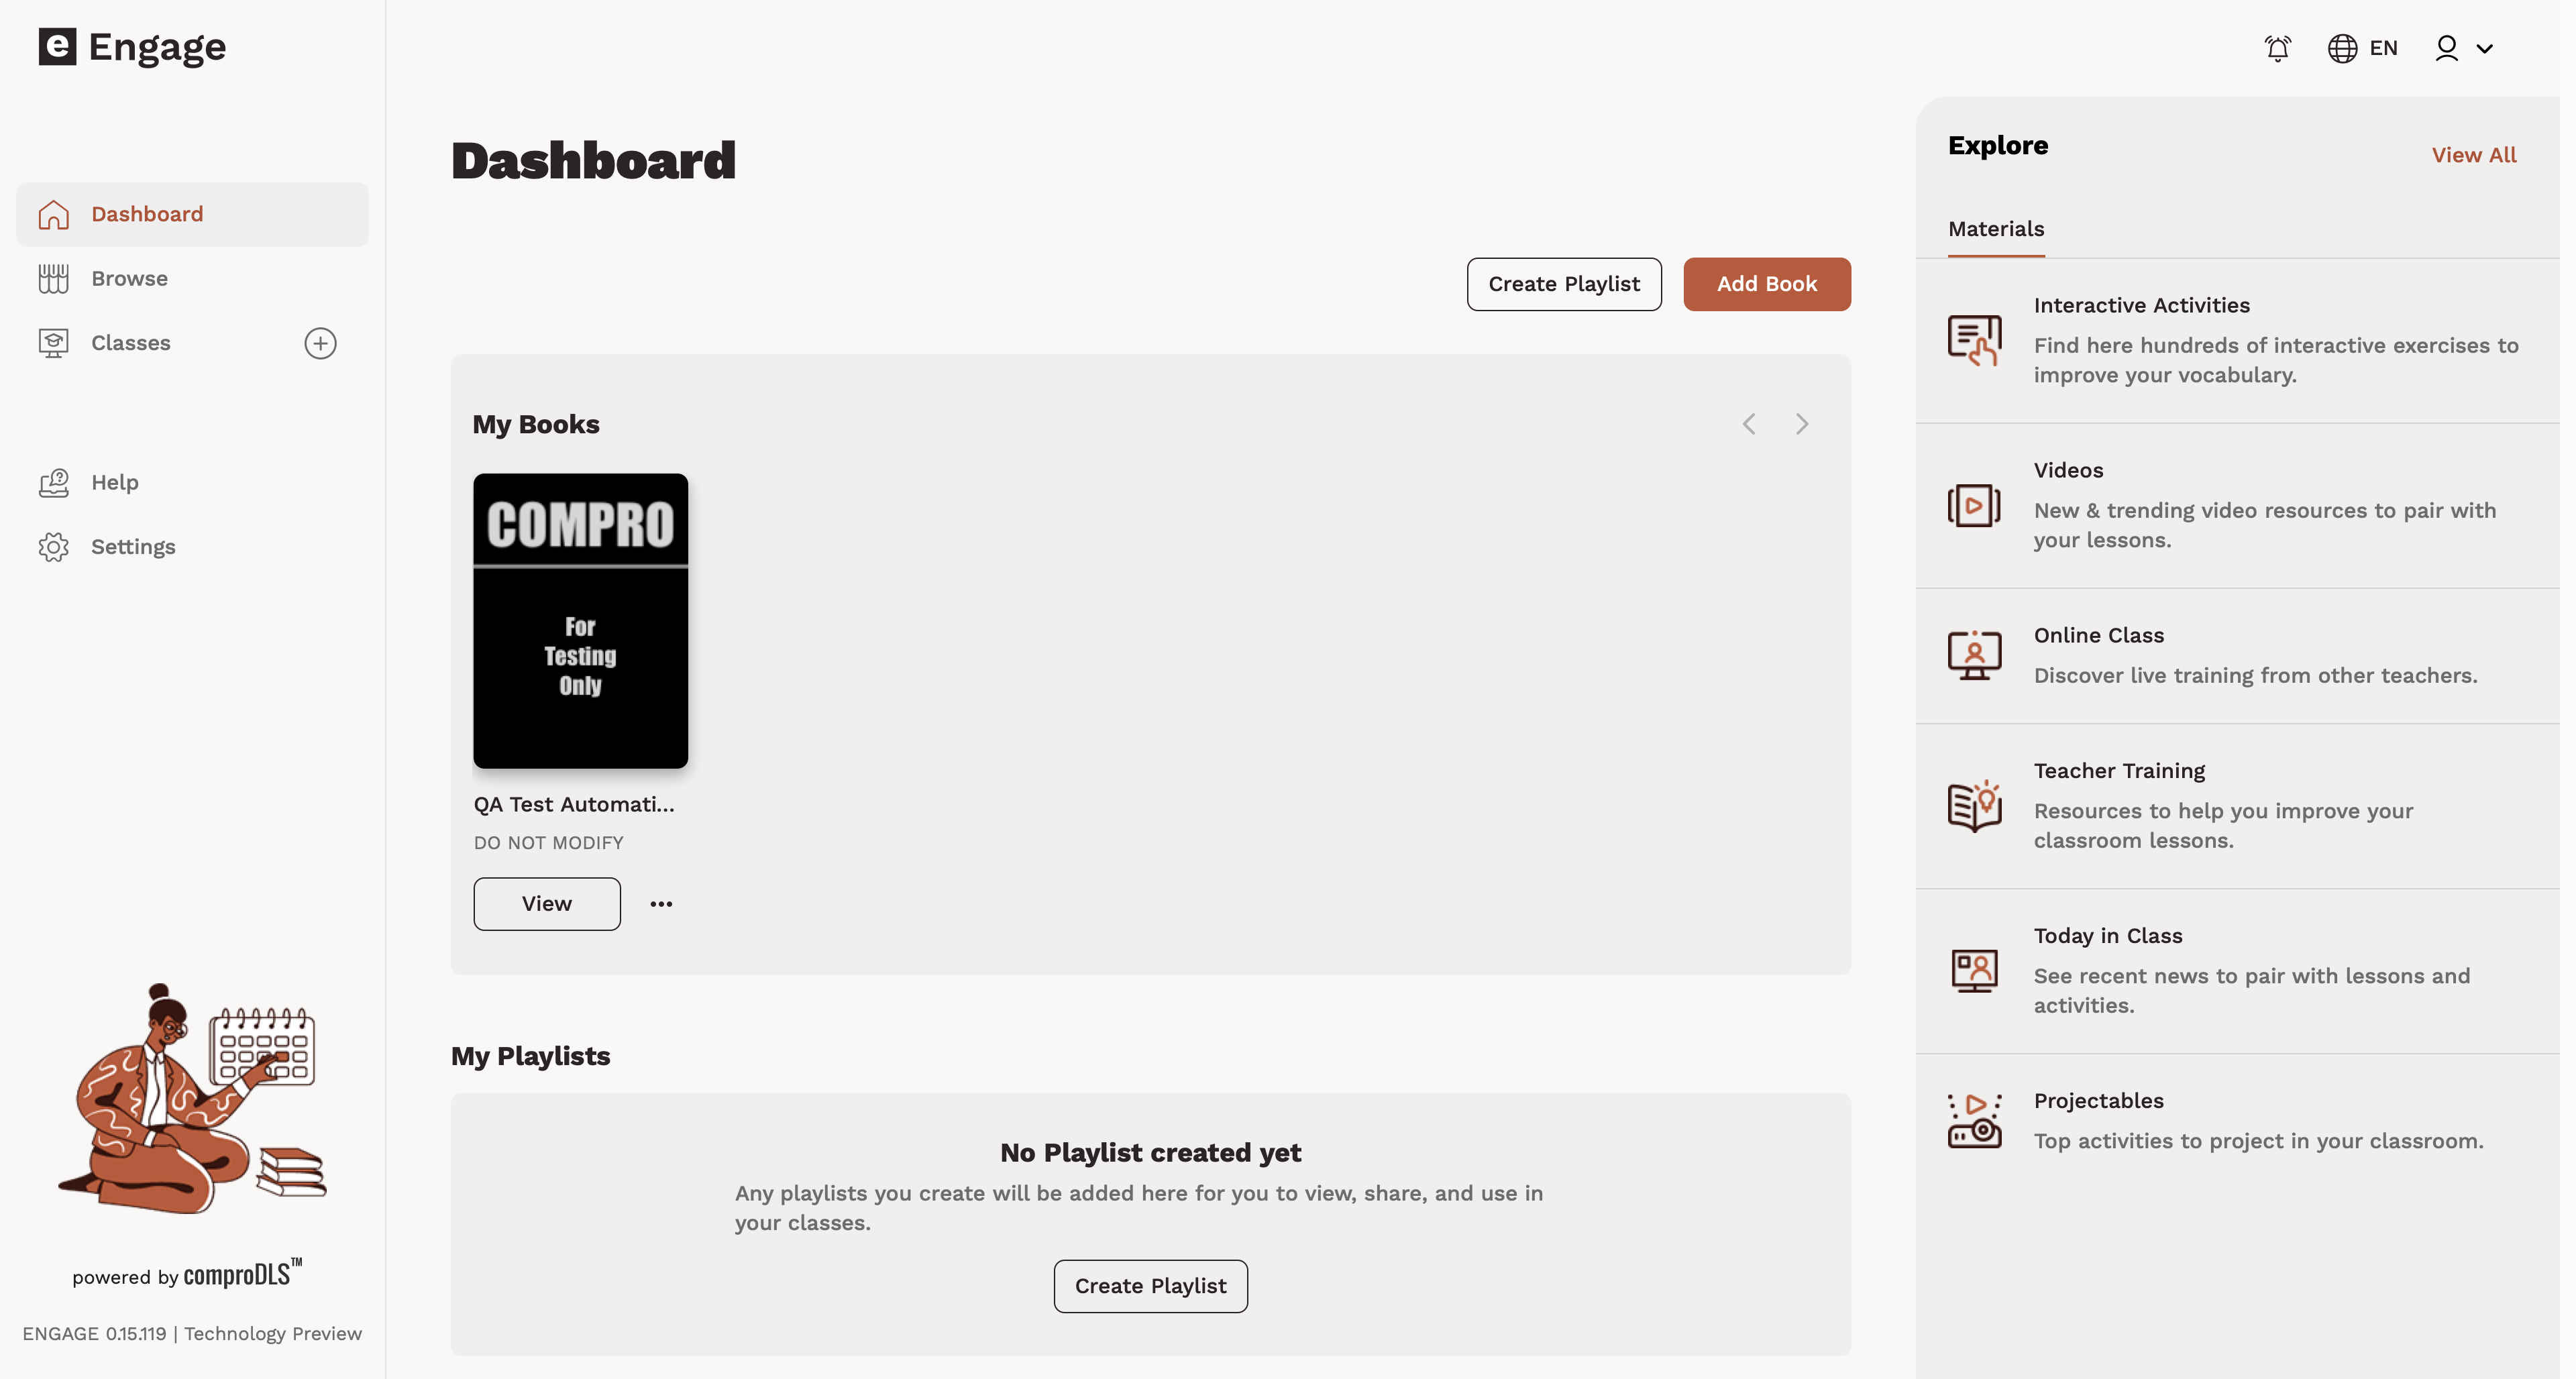 e Engage
EN
Dashboard
Browse
Classes
Help
Settings
powered by comproDLS™
ENGAGE 0.15.119 | Technology Preview
Dashboard
Create Playlist
Add Book
My Books
COMPRO
For
Testing
Only
QA Test Automati...
DO NOT MODIFY
View
My Playlists
No Playlist created yet
Any playlists you create will be added here for you to view, share, and use in
your classes.
Create Playlist
Explore
View All
Materials
Interactive Activities
Find here hundreds of interactive exercises to
improve your vocabulary.
Videos
New & trending video resources to pair with
your lessons.
Online Class
Discover live training from other teachers.
Teacher Training
Resources to help you improve your
classroom lessons.
Today in Class
See recent news to pair with lessons and
activities.
Projectables
Top activities to project in your classroom.